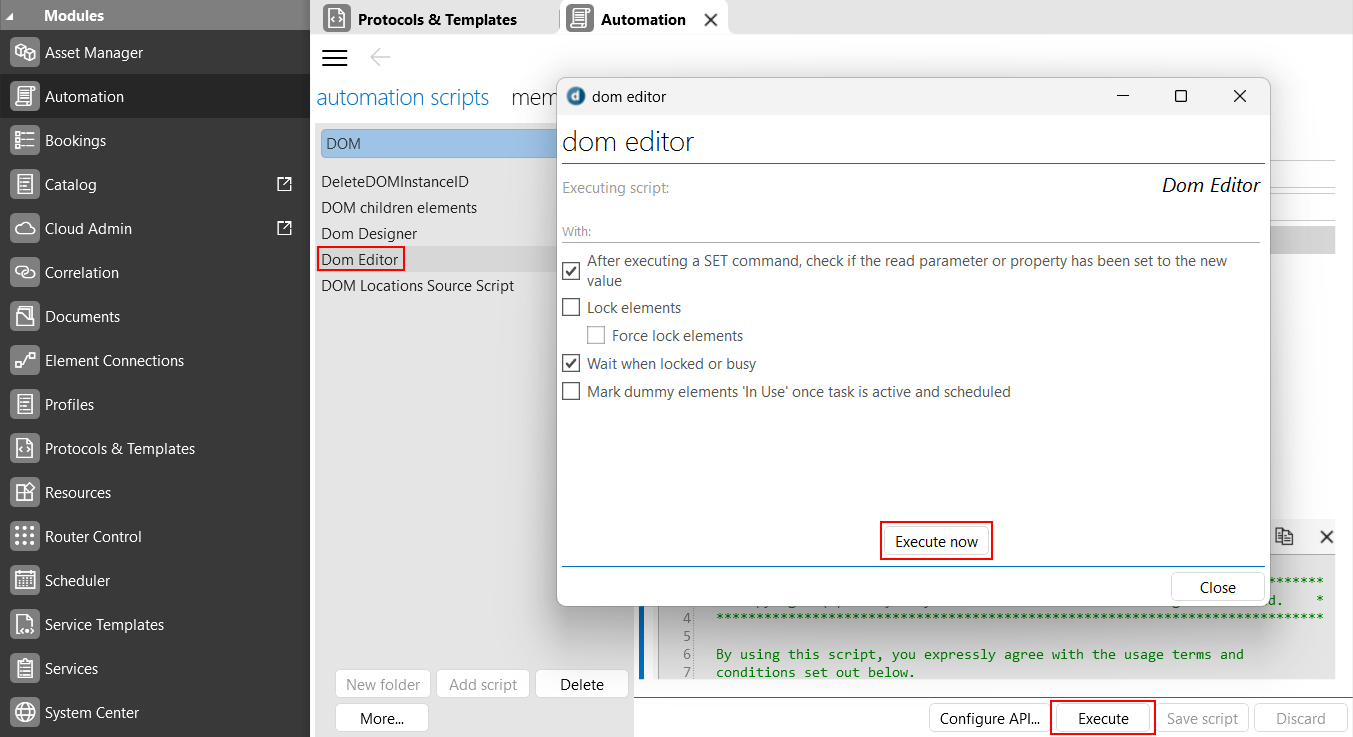 Modules
Asset Manager
Automation
Bookings
Catalog
Cloud Admin
Correlation
Documents
Element Connections
Profiles
Protocols & Templates
Resources
Router Control
Scheduler
Service Templates
Services
System Center
Protocols & Templates
Automation
automation scripts
mem
DOM
DeleteDOMInstanceID
DOM children elements
Dom Designer
Dom Editor
DOM Locations Source Script
New folder
Add script
Delete
More...
dom editor
dom editor
Executing script:
Dom Editor
With:
After executing a SET command, check if the read parameter or property has been set to the new
value
Lock elements
Force lock elements
Wait when locked or busy
Mark dummy elements 'In Use' once task is active and scheduled
Execute now
Close
*******
d. *
4 ****************************************************************************
5
6 By using this script, you expressly agree with the usage terms and
7 conditions set out below.
Configure API...
Execute
Save script
Discard